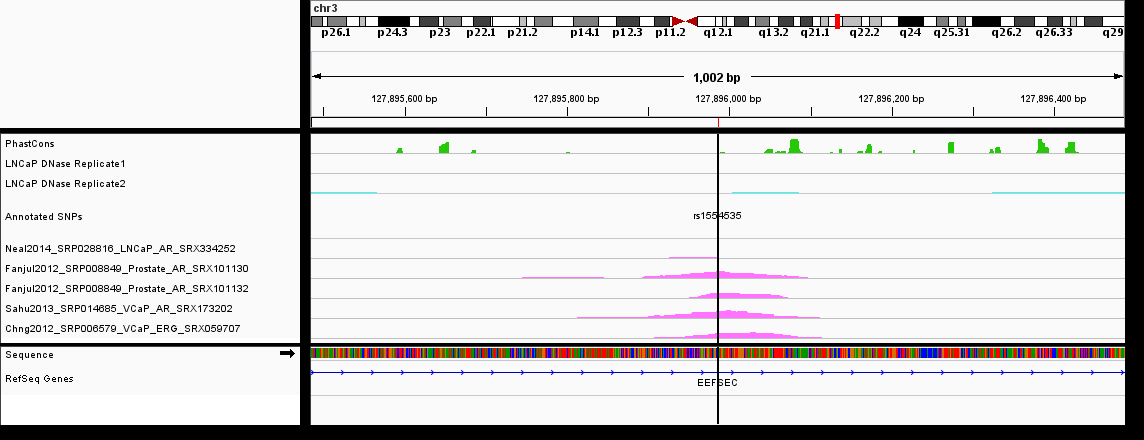 chr3
p26.1 p24.3 p23 p22.1 p21.2 p14.1 p12.3 p11.2 q12.1 q13.2 q21.1 q22.2 q24 q25.31 q26.2 q26.33 q29
1,002 bp
127,895,600 bp 127,895,800 bp 127,896,000 bp 127,896,200 bp 127,896,400 bp
PhastCons
LNCaP DNase Replicate1
LNCaP DNase Replicate2
Annotated SNPs
rs1554535
Neal2014_SRP028816_LNCaP_AR_SRX334252
Fanjul2012_SRP008849_Prostate_AR_SRX101130
Fanjul2012_SRP008849_Prostate_AR_SRX101132
Sahu2013_SRP014685_VCaP_AR_SRX173202
Chng2012_SRP006579_VCaP_ERG_SRX059707
Sequence
RefSeq Genes
EEFSEC